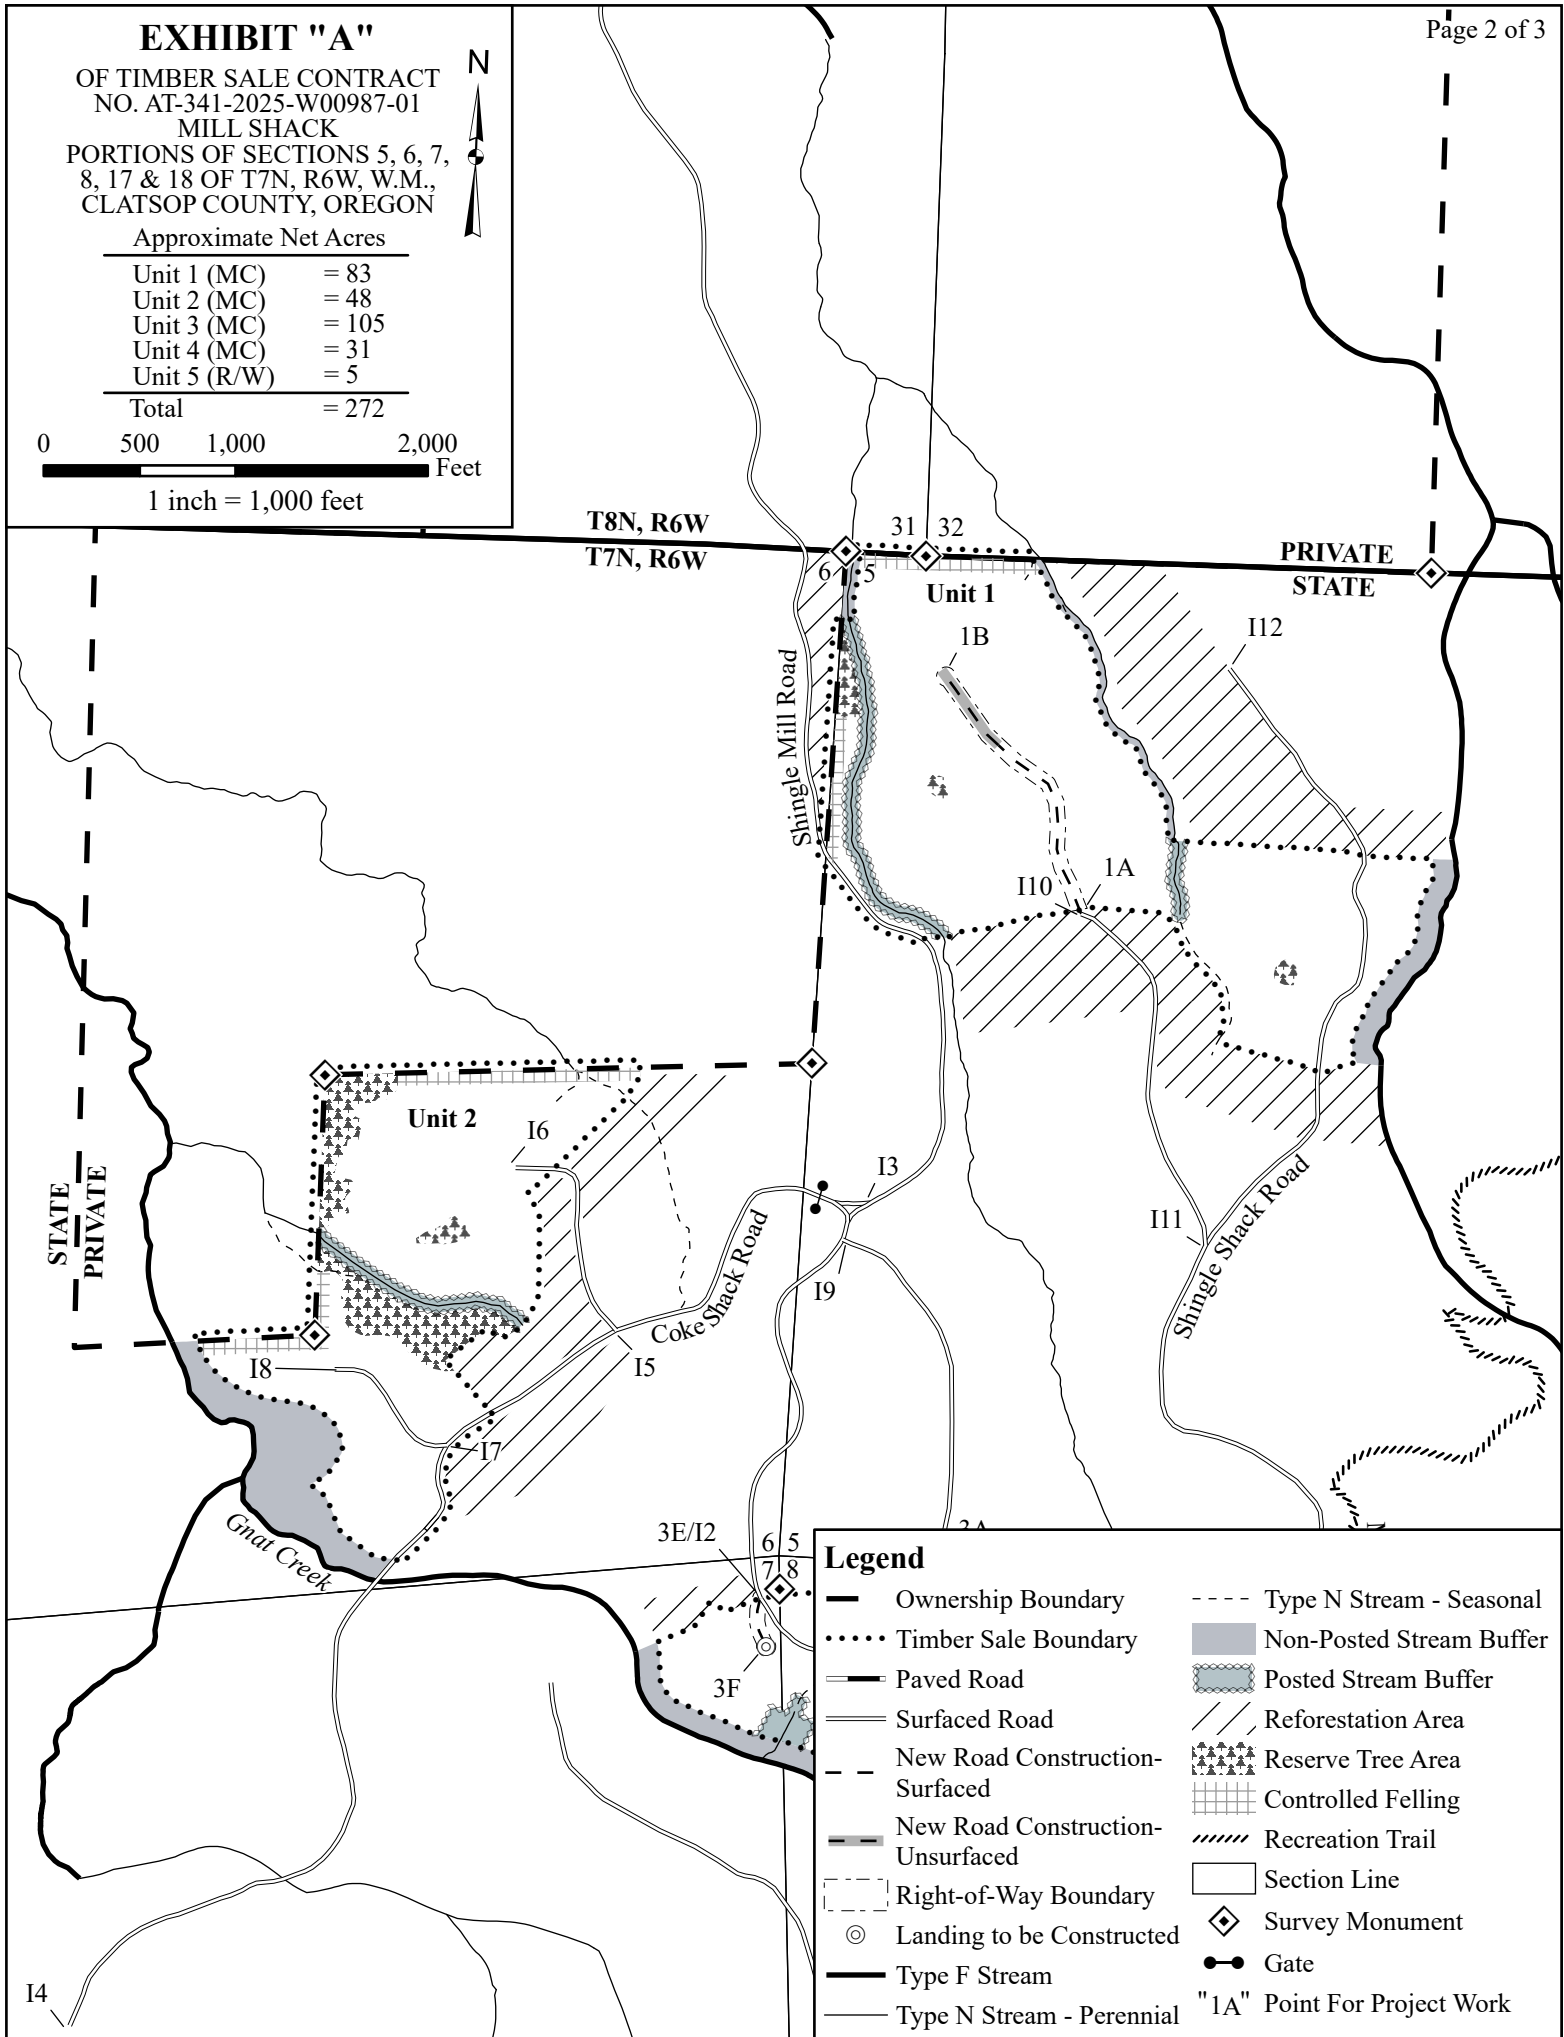 Page 2 of 3
EXHIBIT "A"
N
OF TIMBER SALE CONTRACT
NO. AT-341-2025-W00987-01
MILL SHACK
PORTIONS OF SECTIONS 5, 6, 7,
8, 17 & 18 OF T7N, R6W, W.M.,
CLATSOP COUNTY, OREGON
Approximate Net Acres
Unit 1 (MC) = 83
Unit 2 (MC) = 48
Unit 3 (MC) = 105
Unit 4 (MC) = 31
Unit 5 (R/W) = 5
Total = 272
0 500 1,000 2,000
Feet
1 inch = 1,000 feet
T8N, R6W
T7N, R6W
31 32
6 5
PRIVATE
STATE
Unit 1
1B
I12
Shingle Mill Road
I10
1A
Unit 2
I6
I3
STATE
PRIVATE
I11
Shingle Shack Road
I9
Coke Shack Road
I5
I8
I7
Gnat Creek
3E/I2
6 5
7 8
3A
3F
I4
Legend
Ownership Boundary
Timber Sale Boundary
Paved Road
Surfaced Road
New Road Construction-
Surfaced
New Road Construction-
Unsurfaced
Right-of-Way Boundary
Landing to be Constructed
Type F Stream
Type N Stream - Perennial
Type N Stream - Seasonal
Non-Posted Stream Buffer
Posted Stream Buffer
Reforestation Area
Reserve Tree Area
Controlled Felling
Recreation Trail
Section Line
Survey Monument
Gate
"1A" Point For Project Work